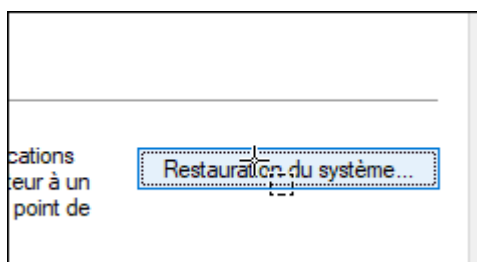 cations
teur à un
point de
Restauration du système...